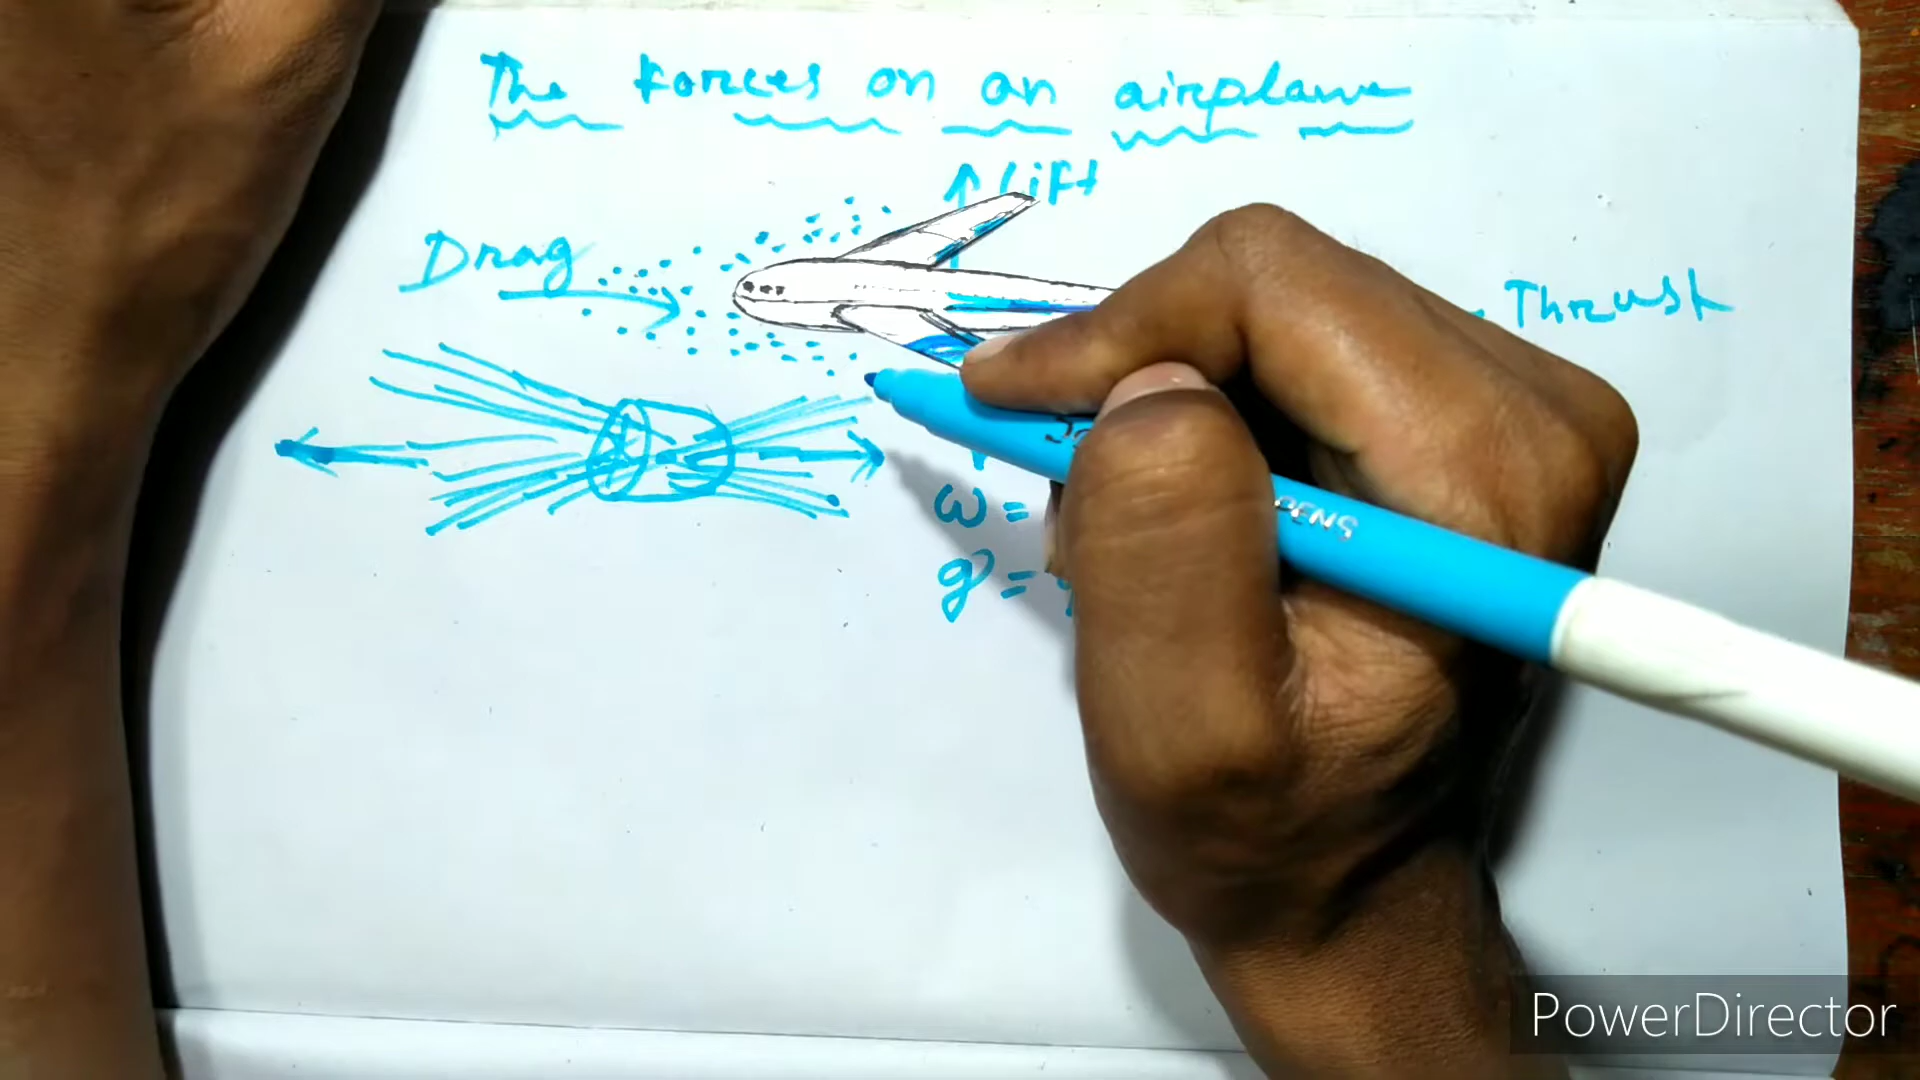 The Forces on an airplane
Lift
Drag
Thrust
W =
g =
PowerDirector